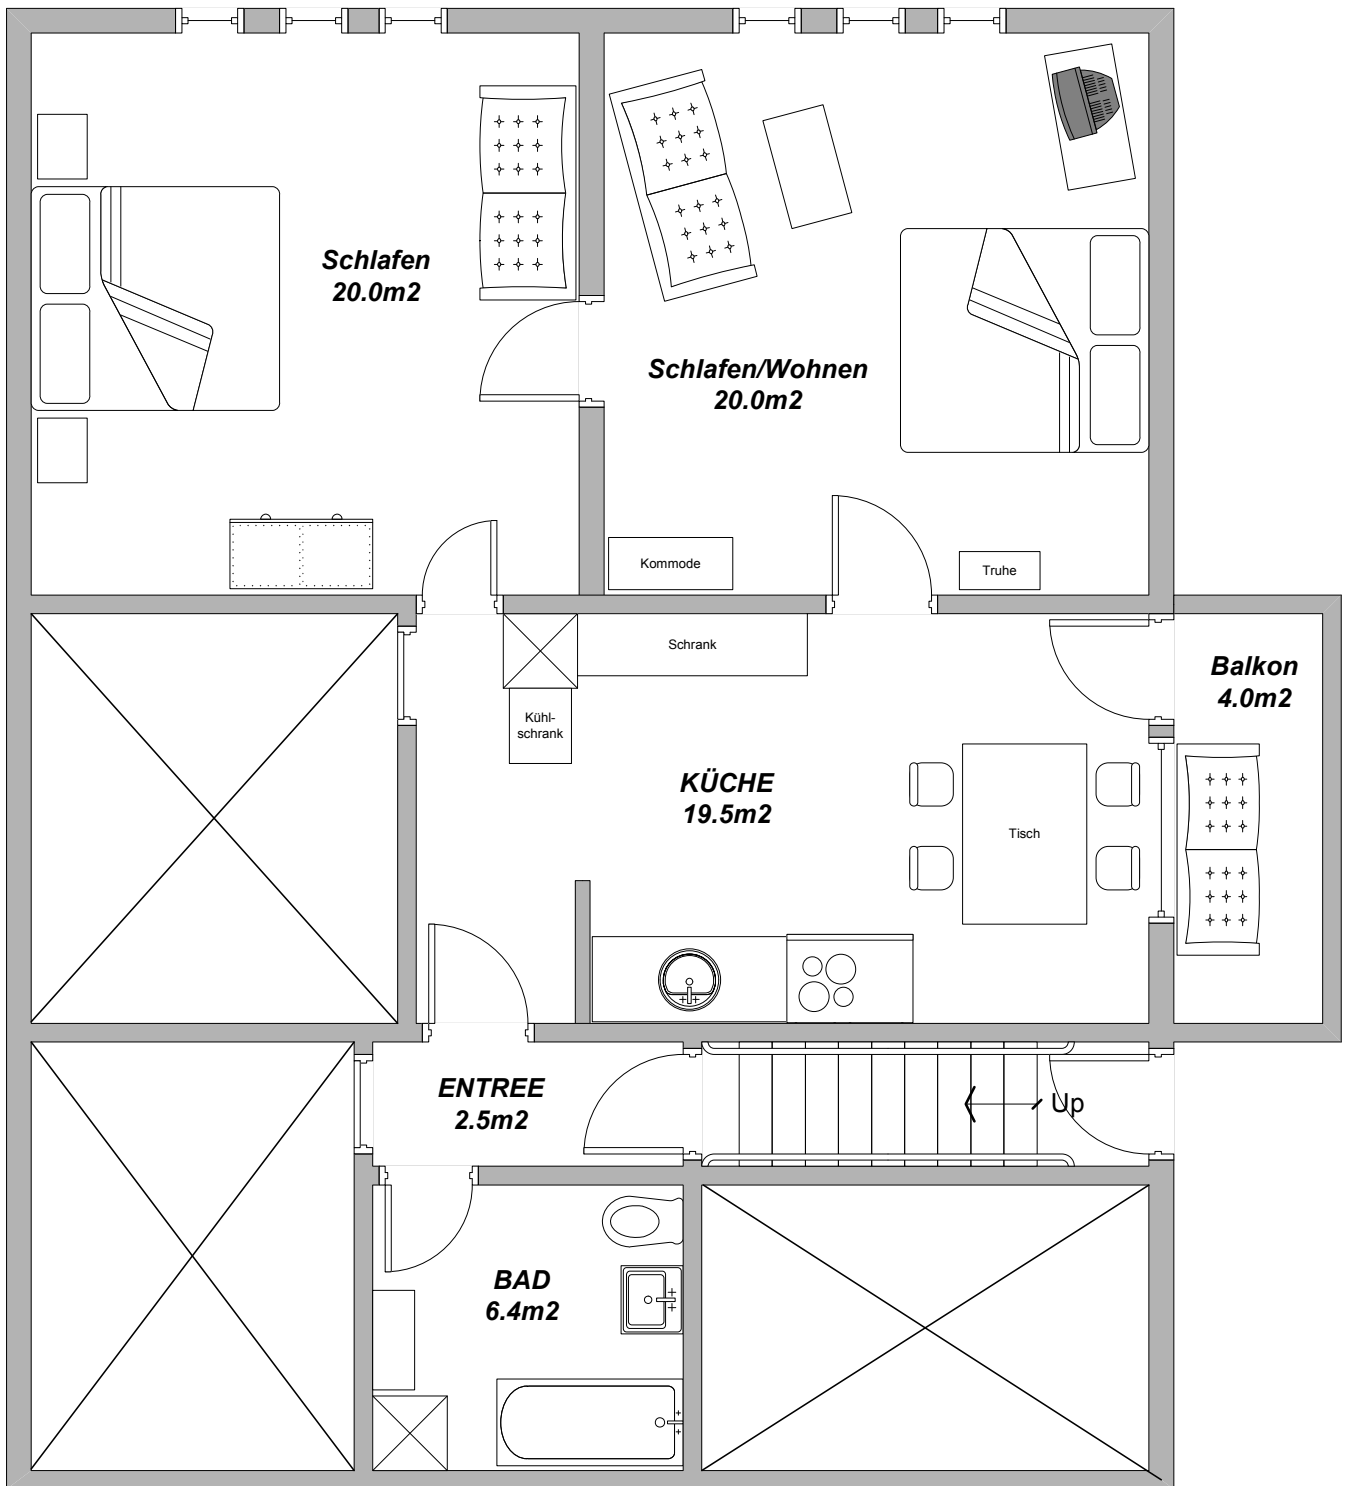 Schlafen
20.0m2
Schlafen/Wohnen
20.0m2
Kommode
Truhe
Schrank
Balkon
4.0m2
Kühl-
schrank
KÜCHE
19.5m2
Tisch
ENTREE
2.5m2
Up
BAD
6.4m2